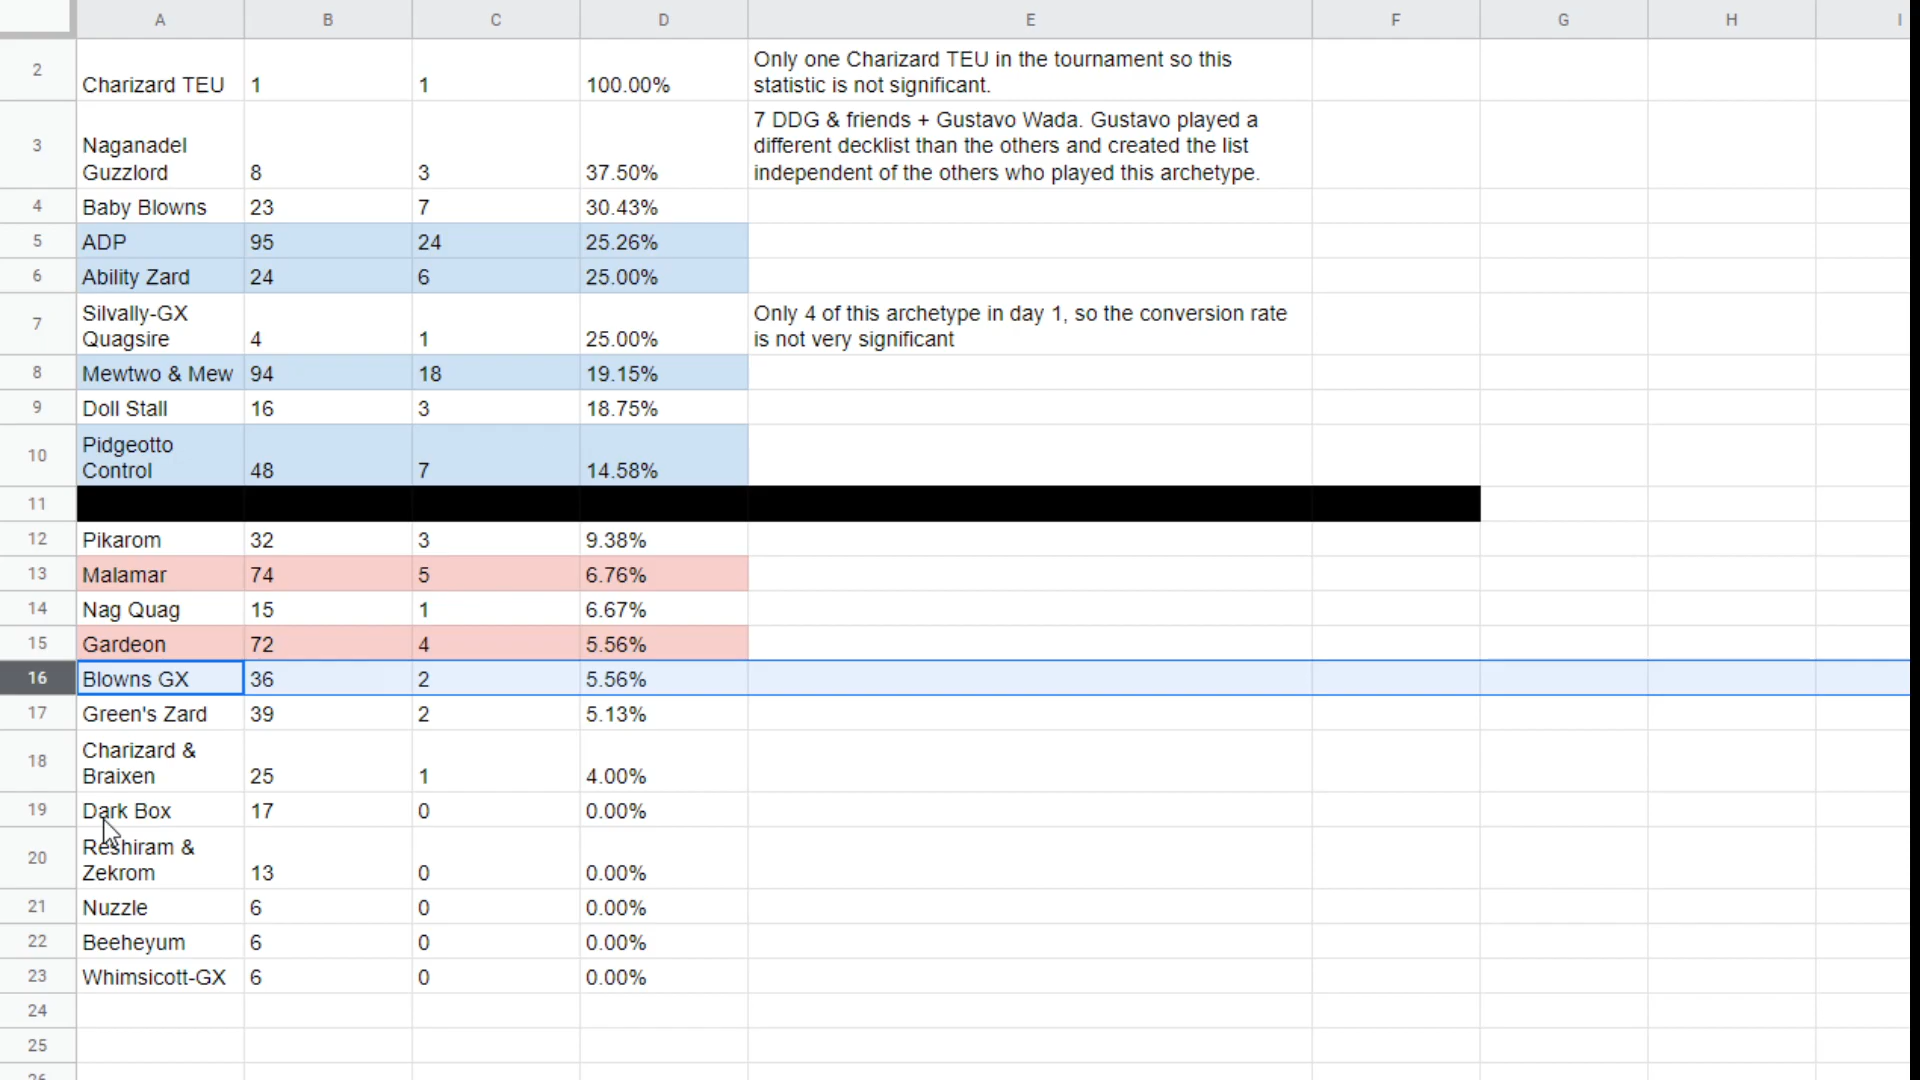 A B C D E F G H I
2 Charizard TEU 1 1 100.00% Only one Charizard TEU in the tournament so this
statistic is not significant.
3 Naganadel
Guzzlord 8 3 37.50% 7 DDG & friends + Gustavo Wada. Gustavo played a
different decklist than the others and created the list
independent of the others who played this archetype.
4 Baby Blowns 23 7 30.43%
5 ADP 95 24 25.26%
6 Ability Zard 24 6 25.00%
7 Silvally-GX
Quagsire 4 1 25.00% Only 4 of this archetype in day 1, so the conversion rate
is not very significant
8 Mewtwo & Mew 94 18 19.15%
9 Doll Stall 16 3 18.75%
10 Pidgeotto
Control 48 7 14.58%
11
12 Pikarom 32 3 9.38%
13 Malamar 74 5 6.76%
14 Nag Quag 15 1 6.67%
15 Gardeon 72 4 5.56%
16 Blowns GX 36 2 5.56%
17 Green's Zard 39 2 5.13%
18 Charizard &
Braixen 25 1 4.00%
19 Dark Box 17 0 0.00%
20 Reshiram &
Zekrom 13 0 0.00%
21 Nuzzle 6 0 0.00%
22 Beeheyum 6 0 0.00%
23 Whimsicott-GX 6 0 0.00%
24
25
26